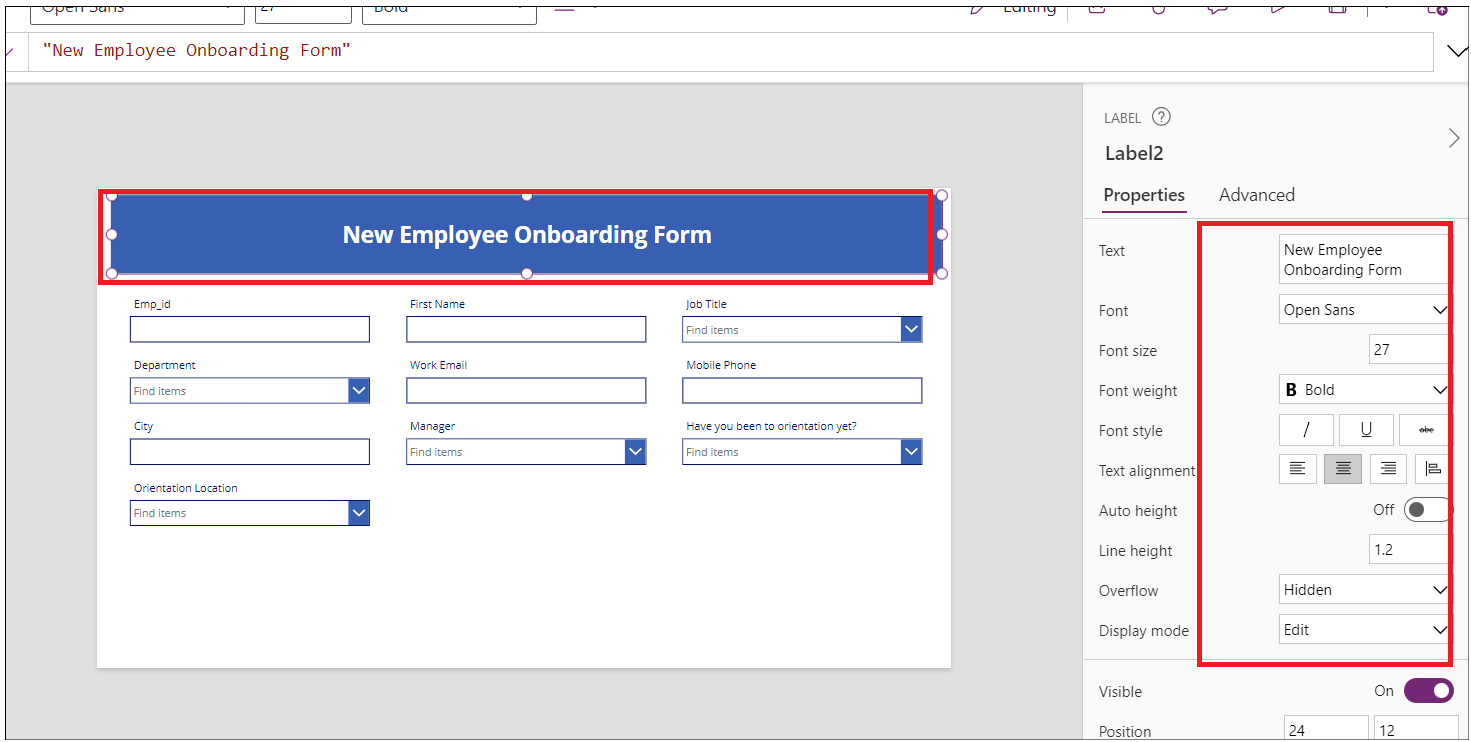 Open Sans 27 Bold Editing
"New Employee Onboarding Form"
LABEL ?
Label2
Properties Advanced
New Employee Onboarding Form
Emp_id First Name Job Title
Find items
Department Work Email Mobile Phone
Find items
City Manager Have you been to orientation yet?
Find items Find items
Orientation Location
Find items
Text New Employee
Onboarding Form
Font Open Sans
Font size 27
Font weight B Bold
Font style / U abc
Text alignment
Auto height Off
Line height 1.2
Overflow Hidden
Display mode Edit
Visible On
Position 24 12